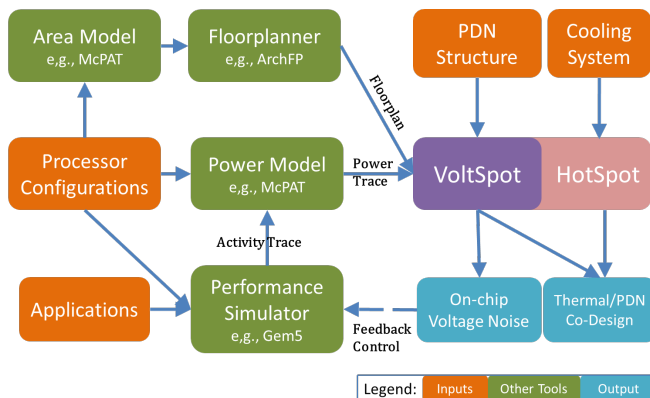 Area Model
e,g., McPAT
Floorplanner
e,g., ArchFP
PDN
Structure
Cooling
System
Floorplan
Processor
Configurations
Power Model
e,g., McPAT
Power
Trace
VoltSpot
HotSpot
Activity Trace
Applications
Performance
Simulator
e,g., Gem5
Feedback
Control
On-chip
Voltage Noise
Thermal/PDN
Co-Design
Legend:
Inputs
Other Tools
Output